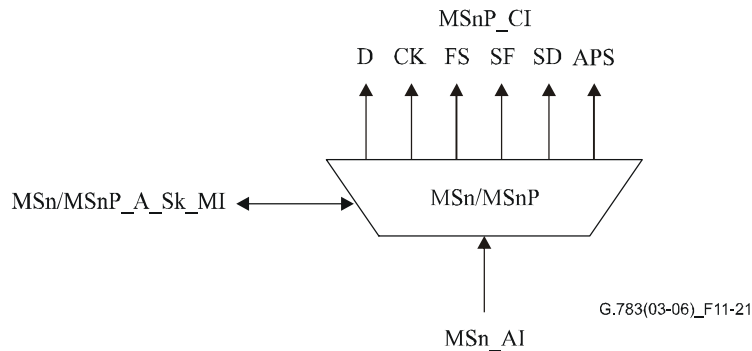 MSnP_CI
D CK FS SF SD APS
MSn/MSnP_A_Sk_MI
MSn/MSnP
G.783(03-06)_F11-21
MSn_AI